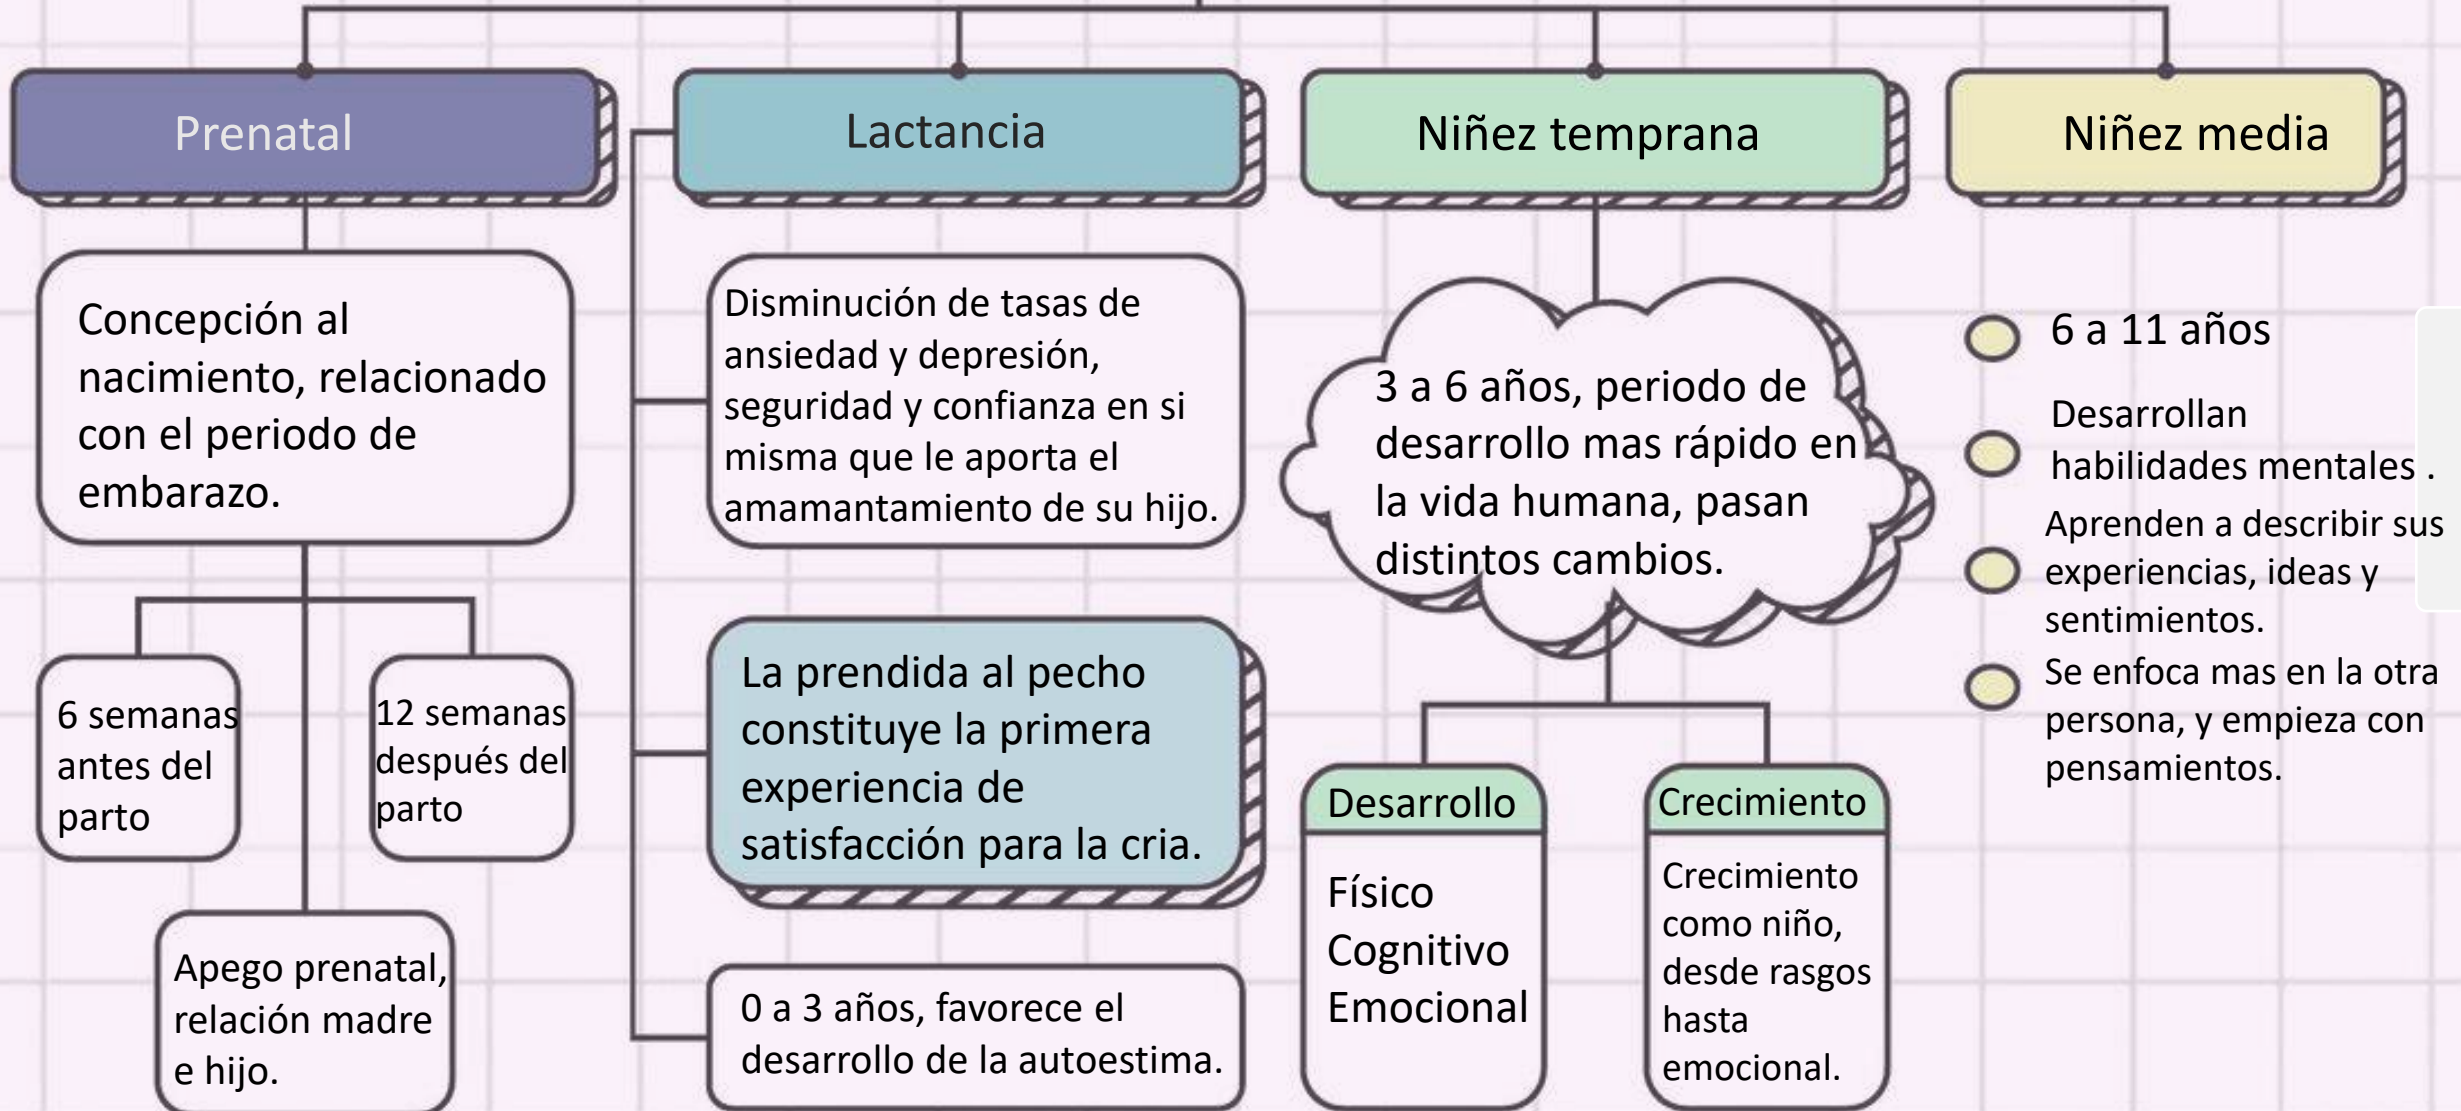 Prenatal
Concepción al
nacimiento, relacionado
con el periodo de
embarazo.
6 semanas
antes del
parto
12 semanas
después del
parto
Apego prenatal,
relación madre
e hijo.
Lactancia
Disminución de tasas de
ansiedad y depresión,
seguridad y confianza en si
misma que le aporta el
amamantamiento de su hijo.
La prendida al pecho
constituye la primera
experiencia de
satisfacción para la cria.
0 a 3 años, favorece el
desarrollo de la autoestima.
Niñez temprana
3 a 6 años, periodo de
desarrollo mas rápido en
la vida humana, pasan
distintos cambios.
Desarrollo
Físico
Cognitivo
Emocional
Crecimiento
Crecimiento
como niño,
desde rasgos
hasta
emocional.
Niñez media
6 a 11 años
Desarrollan
habilidades mentales .
Aprenden a describir sus
experiencias, ideas y
sentimientos.
Se enfoca mas en la otra
persona, y empieza con
pensamientos.